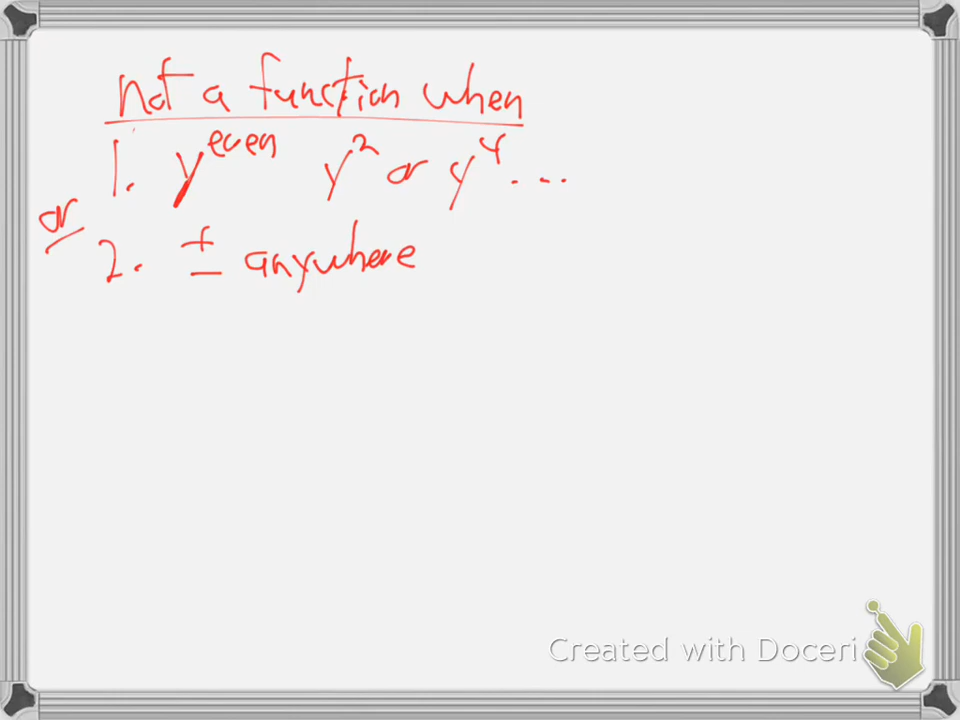 not a function when
1. y^even y^2 or y^4 ...
or
2. ± anywhere
Created with Doceri